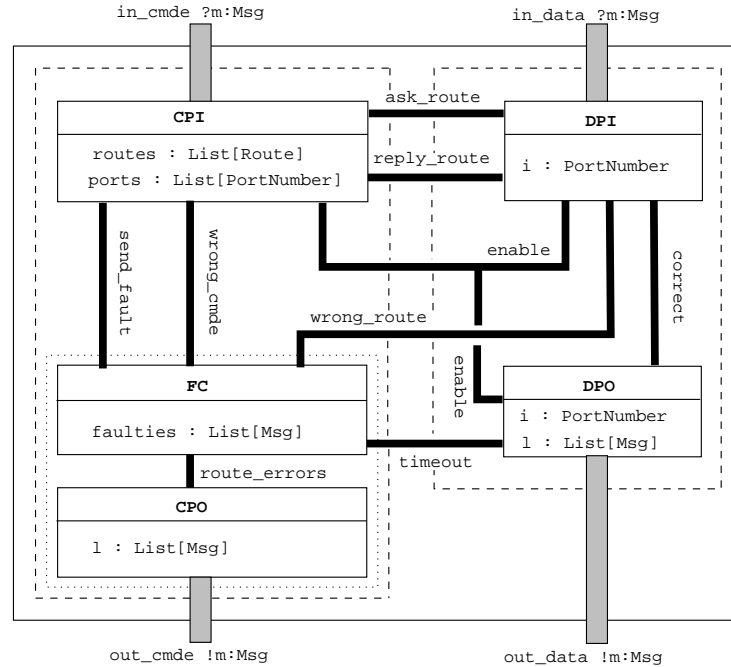 in_cmde ?m:Msg
in_data ?m:Msg
ask_route
CPI
DPI
routes : List[Route]
ports : List[PortNumber]
reply_route
i : PortNumber
send_fault
wrong_cmde
enable
correct
wrong_route
enable
FC
DPO
faulties : List[Msg]
i : PortNumber
l : List[Msg]
timeout
route_errors
CPO
l : List[Msg]
out_cmde !m:Msg
out_data !m:Msg